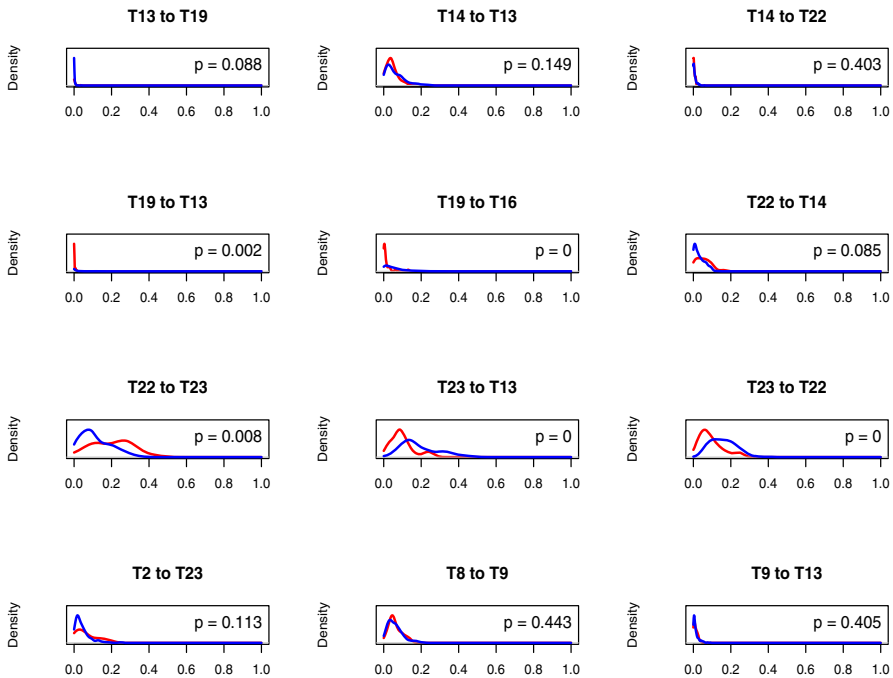 T13 to T19 T14 to T13 T14 to T22
Density p = 0.088 Density p = 0.149 Density p = 0.403
0.0 0.2 0.4 0.6 0.8 1.0 0.0 0.2 0.4 0.6 0.8 1.0 0.0 0.2 0.4 0.6 0.8 1.0
T19 to T13 T19 to T16 T22 to T14
Density p = 0.002 Density p = 0 Density p = 0.085
0.0 0.2 0.4 0.6 0.8 1.0 0.0 0.2 0.4 0.6 0.8 1.0 0.0 0.2 0.4 0.6 0.8 1.0
T22 to T23 T23 to T13 T23 to T22
Density p = 0.008 Density p = 0 Density p = 0
0.0 0.2 0.4 0.6 0.8 1.0 0.0 0.2 0.4 0.6 0.8 1.0 0.0 0.2 0.4 0.6 0.8 1.0
T2 to T23 T8 to T9 T9 to T13
Density p = 0.113 Density p = 0.443 Density p = 0.405
0.0 0.2 0.4 0.6 0.8 1.0 0.0 0.2 0.4 0.6 0.8 1.0 0.0 0.2 0.4 0.6 0.8 1.0